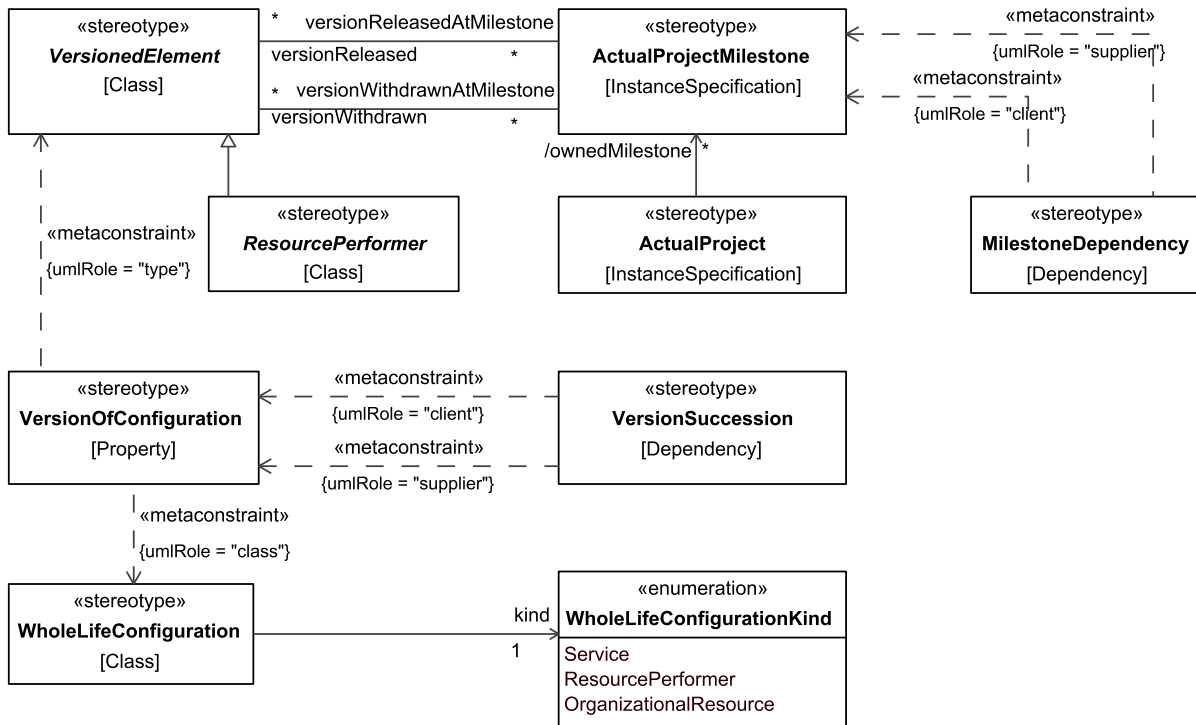 «stereotype»
VersionedElement
[Class]
* versionReleasedAtMilestone
versionReleased *
* versionWithdrawnAtMilestone
versionWithdrawn *
«stereotype»
ActualProjectMilestone
[InstanceSpecification]
«metaconstraint»
{umlRole = "supplier"}
«metaconstraint»
{umlRole = "client"}
/ownedMilestone *
«metaconstraint»
{umlRole = "type"}
«stereotype»
ResourcePerformer
[Class]
«stereotype»
ActualProject
[InstanceSpecification]
«stereotype»
MilestoneDependency
[Dependency]
«stereotype»
VersionOfConfiguration
[Property]
«metaconstraint»
{umlRole = "client"}
«metaconstraint»
{umlRole = "supplier"}
«stereotype»
VersionSuccession
[Dependency]
«metaconstraint»
{umlRole = "class"}
«stereotype»
WholeLifeConfiguration
[Class]
kind
1
«enumeration»
WholeLifeConfigurationKind
Service
ResourcePerformer
OrganizationalResource